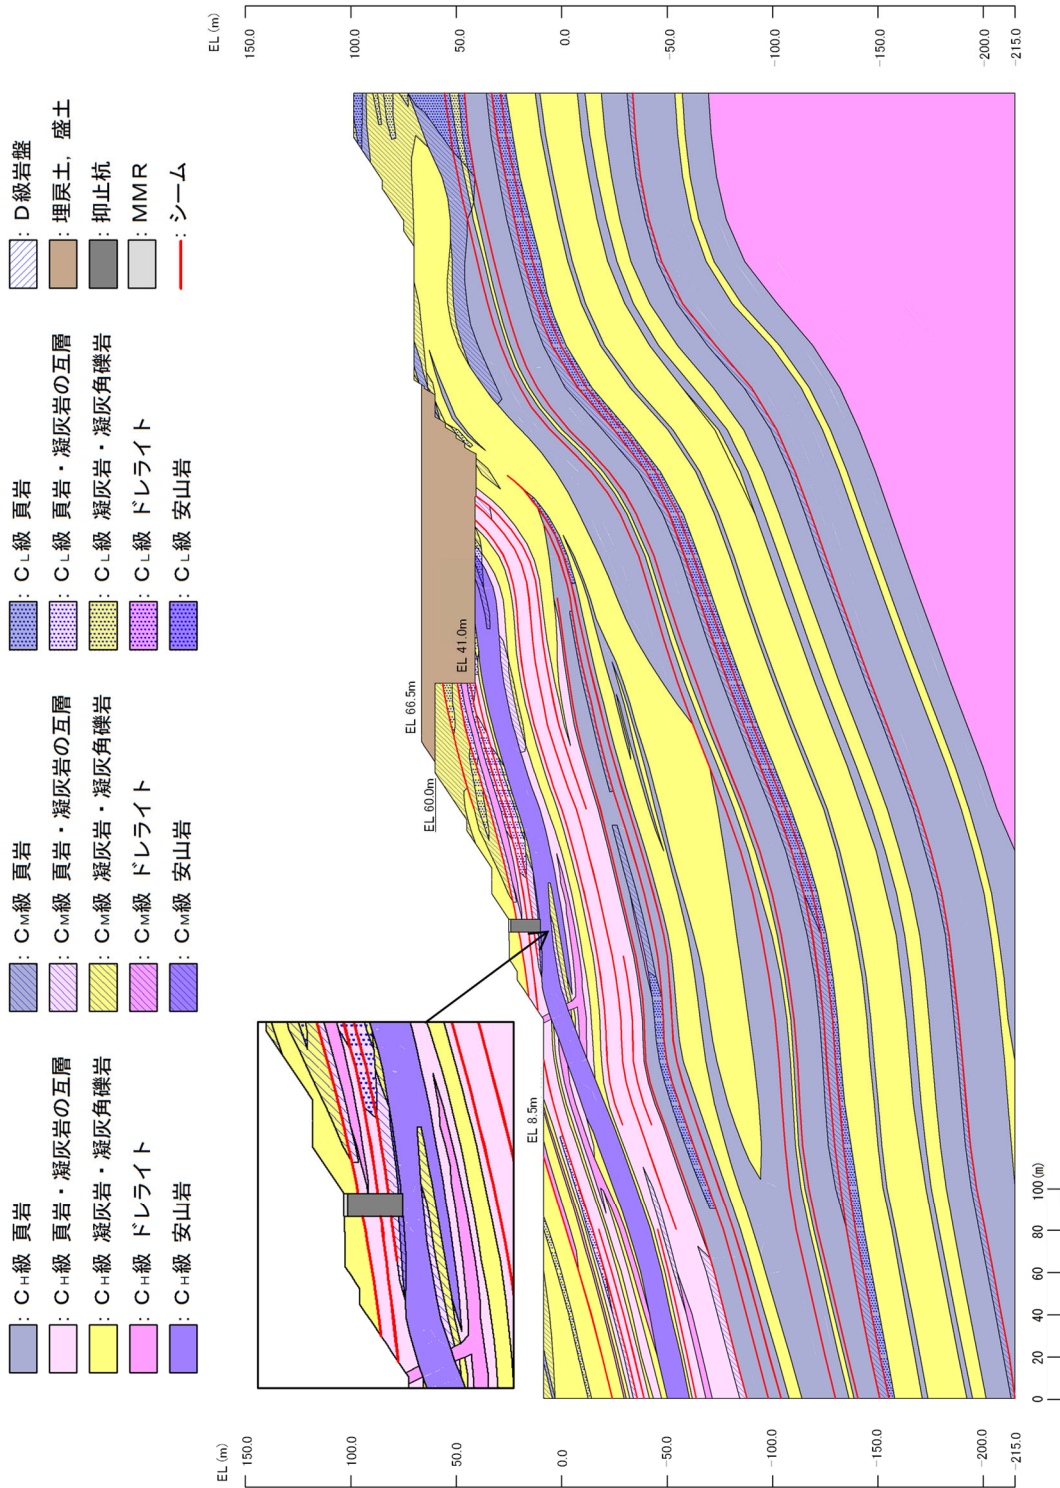 : CH級 頁岩
: CH級 頁岩・凝灰岩の互層
: CH級 凝灰岩・凝灰角礫岩
: CH級 ドレライト
: CH級 安山岩
: CM級 頁岩
: CM級 頁岩・凝灰岩の互層
: CM級 凝灰岩・凝灰角礫岩
: CM級 ドレライト
: CM級 安山岩
: CL級 頁岩
: CL級 頁岩・凝灰岩の互層
: CL級 凝灰岩・凝灰角礫岩
: CL級 ドレライト
: CL級 安山岩
: D級岩盤
: 埋戻土, 盛土
: 抑止杭
: MMR
: シーム
EL (m)
150.0
100.0
50.0
0.0
-50.0
-100.0
-150.0
-200.0
-215.0
EL 8.5m
EL 60.0m
EL 66.5m
EL 41.0m
EL (m)
150.0
100.0
50.0
0.0
-50.0
-100.0
-150.0
-200.0
-215.0
0 20 40 60 80 100(m)